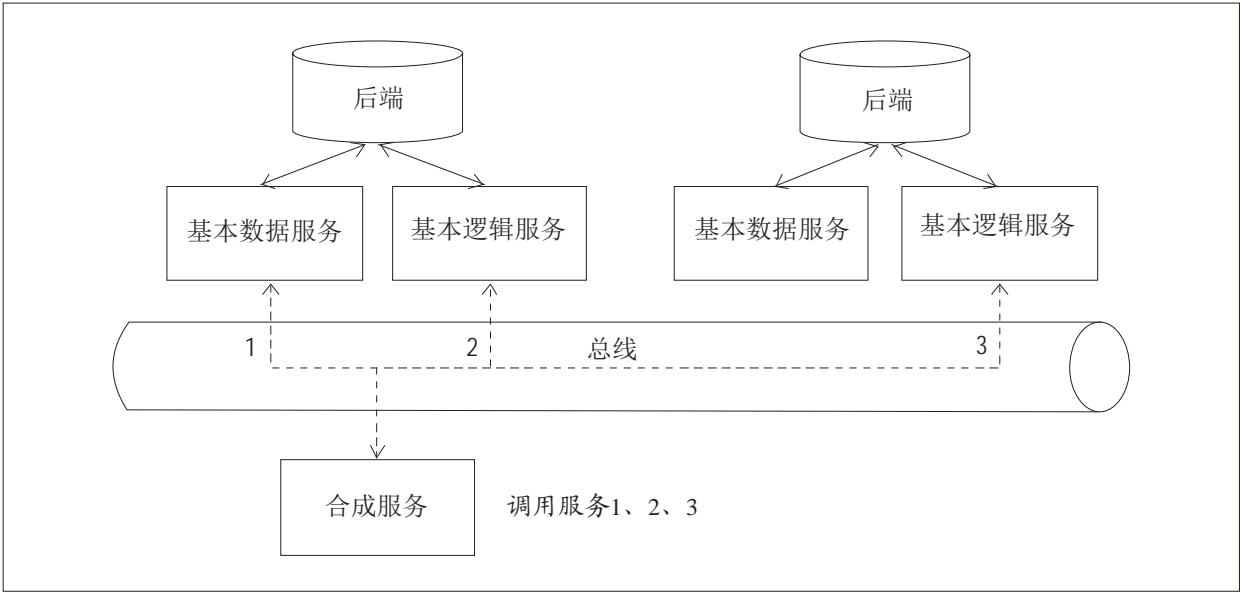 后端
后端
基本数据服务
基本逻辑服务
基本数据服务
基本逻辑服务
1
2
总线
3
合成服务
调用服务1、2、3